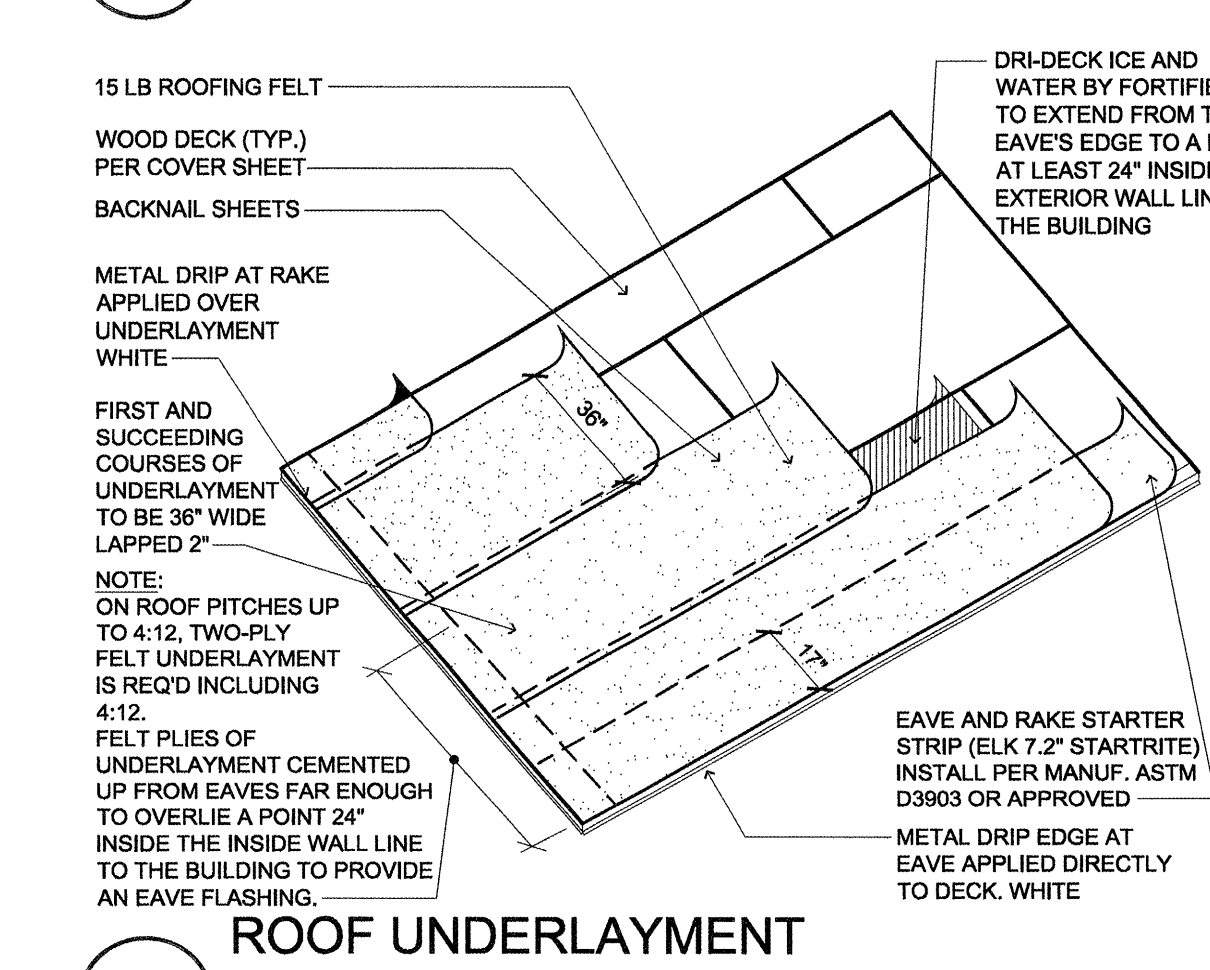 15 LB ROOFING FELT
WOOD DECK (TYP.)
PER COVER SHEET
BACKNAIL SHEETS
METAL DRIP AT RAKE
APPLIED OVER
UNDERLAYMENT
WHITE
FIRST AND
SUCCEEDING
COURSES OF
UNDERLAYMENT
TO BE 36" WIDE
LAPPED 2"
NOTE:
ON ROOF PITCHES UP
TO 4:12, TWO-PLY
FELT UNDERLAYMENT
IS REQ'D INCLUDING
4:12.
FELT PLIES OF
UNDERLAYMENT CEMENTED
UP FROM EAVES FAR ENOUGH
TO OVERLIE A POINT 24"
INSIDE THE INSIDE WALL LINE
TO THE BUILDING TO PROVIDE
AN EAVE FLASHING.
36"
17"
DRI-DECK ICE AND
WATER BY
TO EXTEND FROM
EAVE'S EDGE TO A
AT LEAST 24"
EXTERIOR WALL
THE BUILDING
EAVE AND RAKE STARTER
STRIP (ELK 7.2" STARTRITE)
INSTALL PER MANUF. ASTM
D3903 OR APPROVED
METAL DRIP EDGE AT
EAVE APPLIED DIRECTLY
TO DECK. WHITE
ROOF UNDERLAYMENT